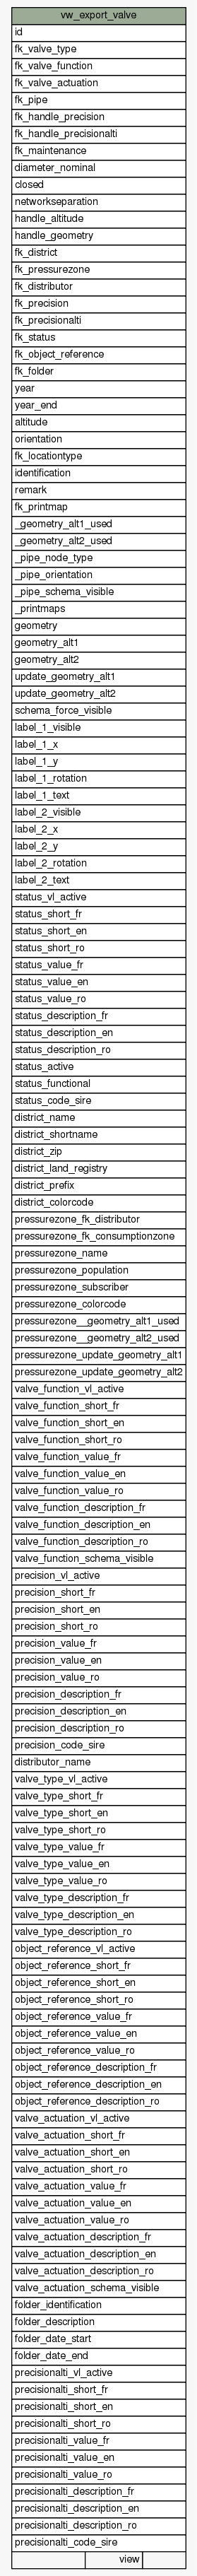 vw_export_valve
id
fk_valve_type
fk_valve_function
fk_valve_actuation
fk_pipe
fk_handle_precision
fk_handle_precisionalti
fk_maintenance
diameter_nominal
closed
networkseparation
handle_altitude
handle_geometry
fk_district
fk_pressurezone
fk_distributor
fk_precision
fk_precisionalti
fk_status
fk_object_reference
fk_folder
year
year_end
altitude
orientation
fk_locationtype
identification
remark
fk_printmap
_geometry_alt1_used
_geometry_alt2_used
_pipe_node_type
_pipe_orientation
_pipe_schema_visible
_printmaps
geometry
geometry_alt1
geometry_alt2
update_geometry_alt1
update_geometry_alt2
schema_force_visible
label_1_visible
label_1_x
label_1_y
label_1_rotation
label_1_text
label_2_visible
label_2_x
label_2_y
label_2_rotation
label_2_text
status_vl_active
status_short_fr
status_short_en
status_short_ro
status_value_fr
status_value_en
status_value_ro
status_description_fr
status_description_en
status_description_ro
status_active
status_functional
status_code_sire
district_name
district_shortname
district_zip
district_land_registry
district_prefix
district_colorcode
pressurezone_fk_distributor
pressurezone_fk_consumptionzone
pressurezone_name
pressurezone_population
pressurezone_subscriber
pressurezone_colorcode
pressurezone__geometry_alt1_used
pressurezone__geometry_alt2_used
pressurezone_update_geometry_alt1
pressurezone_update_geometry_alt2
valve_function_vl_active
valve_function_short_fr
valve_function_short_en
valve_function_short_ro
valve_function_value_fr
valve_function_value_en
valve_function_value_ro
valve_function_description_fr
valve_function_description_en
valve_function_description_ro
valve_function_schema_visible
precision_vl_active
precision_short_fr
precision_short_en
precision_short_ro
precision_value_fr
precision_value_en
precision_value_ro
precision_description_fr
precision_description_en
precision_description_ro
precision_code_sire
distributor_name
valve_type_vl_active
valve_type_short_fr
valve_type_short_en
valve_type_short_ro
valve_type_value_fr
valve_type_value_en
valve_type_value_ro
valve_type_description_fr
valve_type_description_en
valve_type_description_ro
object_reference_vl_active
object_reference_short_fr
object_reference_short_en
object_reference_short_ro
object_reference_value_fr
object_reference_value_en
object_reference_value_ro
object_reference_description_fr
object_reference_description_en
object_reference_description_ro
valve_actuation_vl_active
valve_actuation_short_fr
valve_actuation_short_en
valve_actuation_short_ro
valve_actuation_value_fr
valve_actuation_value_en
valve_actuation_value_ro
valve_actuation_description_fr
valve_actuation_description_en
valve_actuation_description_ro
valve_actuation_schema_visible
folder_identification
folder_description
folder_date_start
folder_date_end
precisionalti_vl_active
precisionalti_short_fr
precisionalti_short_en
precisionalti_short_ro
precisionalti_value_fr
precisionalti_value_en
precisionalti_value_ro
precisionalti_description_fr
precisionalti_description_en
precisionalti_description_ro
precisionalti_code_sire
view